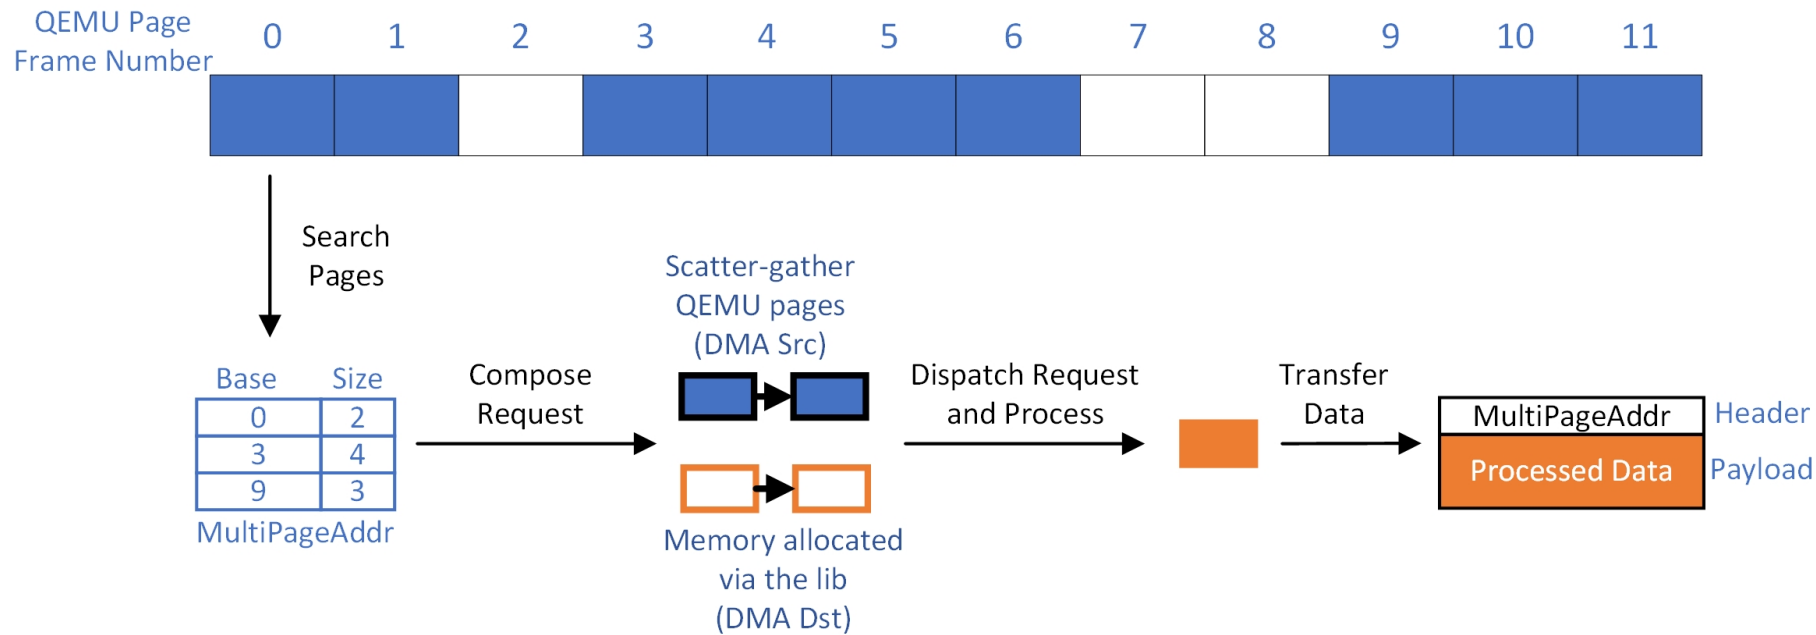 QEMU Page
Frame Number
0 1 2 3 4 5 6 7 8 9 10 11
Search
Pages
Base Size
0 2
3 4
9 3
MultiPageAddr
Compose
Request
Scatter-gather
QEMU pages
(DMA Src)
Memory allocated
via the lib
(DMA Dst)
Dispatch Request
and Process
Transfer
Data
MultiPageAddr Header
Processed Data Payload